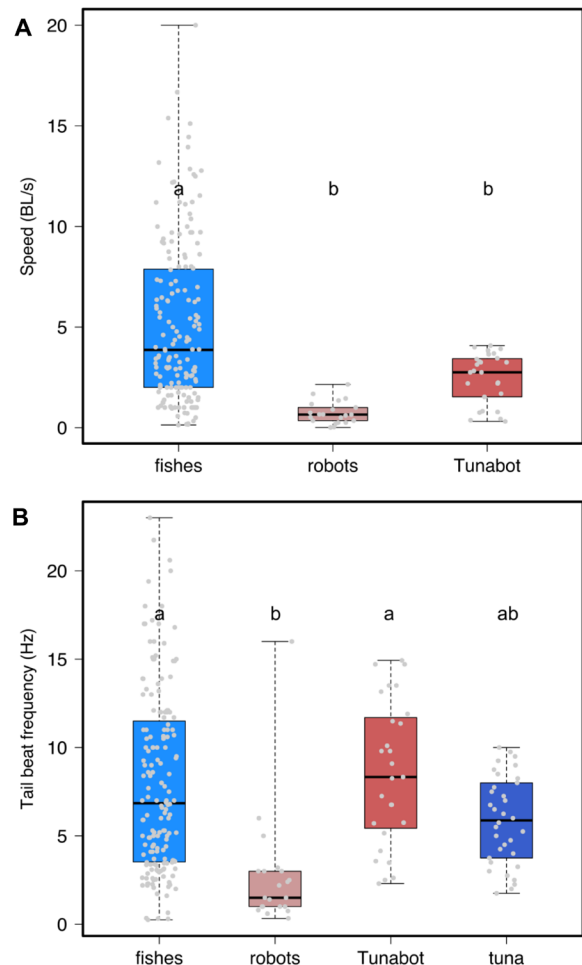 A
20
15
10
5
0
Speed (BL/s)
a b b
fishes robots Tunabot
B
20
15
10
5
0
Tail beat frequency (Hz)
a b a ab
fishes robots Tunabot tuna